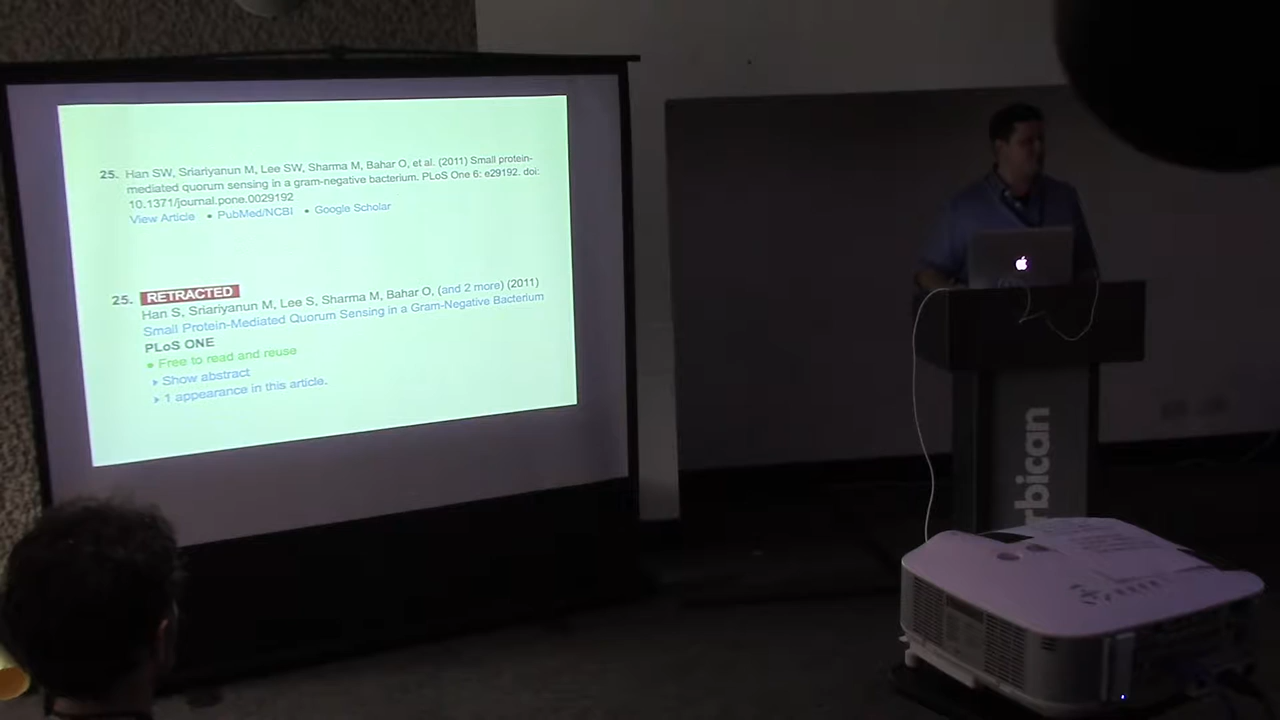 25. Han SW, Sriariyanun M, Lee SW, Sharma M, Bahar O, et al. (2011) Small protein-
mediated quorum sensing in a gram-negative bacterium. PLoS One 6: e29192. doi:
10.1371/journal.pone.0029192
View Article • PubMed/NCBI • Google Scholar
25. RETRACTED
Han S, Sriariyanun M, Lee S, Sharma M, Bahar O, (and 2 more) (2011)
Small Protein-Mediated Quorum Sensing in a Gram-Negative Bacterium
PLoS ONE
• Free to read and reuse
Show abstract
1 appearance in this article.
rbican